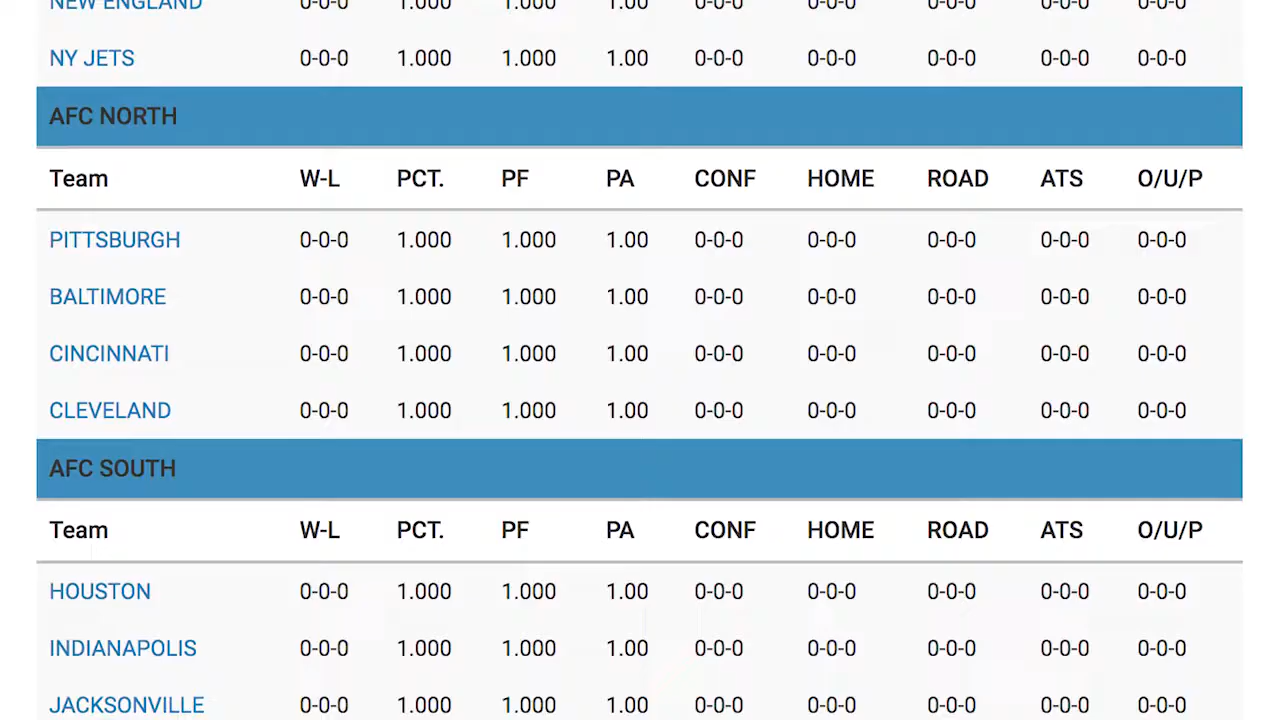 NEW ENGLAND 0-0-0 1.000 1.000 1.00 0-0-0 0-0-0 0-0-0 0-0-0 0-0-0
NY JETS 0-0-0 1.000 1.000 1.00 0-0-0 0-0-0 0-0-0 0-0-0 0-0-0
AFC NORTH
Team W-L PCT. PF PA CONF HOME ROAD ATS O/U/P
PITTSBURGH 0-0-0 1.000 1.000 1.00 0-0-0 0-0-0 0-0-0 0-0-0 0-0-0
BALTIMORE 0-0-0 1.000 1.000 1.00 0-0-0 0-0-0 0-0-0 0-0-0 0-0-0
CINCINNATI 0-0-0 1.000 1.000 1.00 0-0-0 0-0-0 0-0-0 0-0-0 0-0-0
CLEVELAND 0-0-0 1.000 1.000 1.00 0-0-0 0-0-0 0-0-0 0-0-0 0-0-0
AFC SOUTH
Team W-L PCT. PF PA CONF HOME ROAD ATS O/U/P
HOUSTON 0-0-0 1.000 1.000 1.00 0-0-0 0-0-0 0-0-0 0-0-0 0-0-0
INDIANAPOLIS 0-0-0 1.000 1.000 1.00 0-0-0 0-0-0 0-0-0 0-0-0 0-0-0
JACKSONVILLE 0-0-0 1.000 1.000 1.00 0-0-0 0-0-0 0-0-0 0-0-0 0-0-0